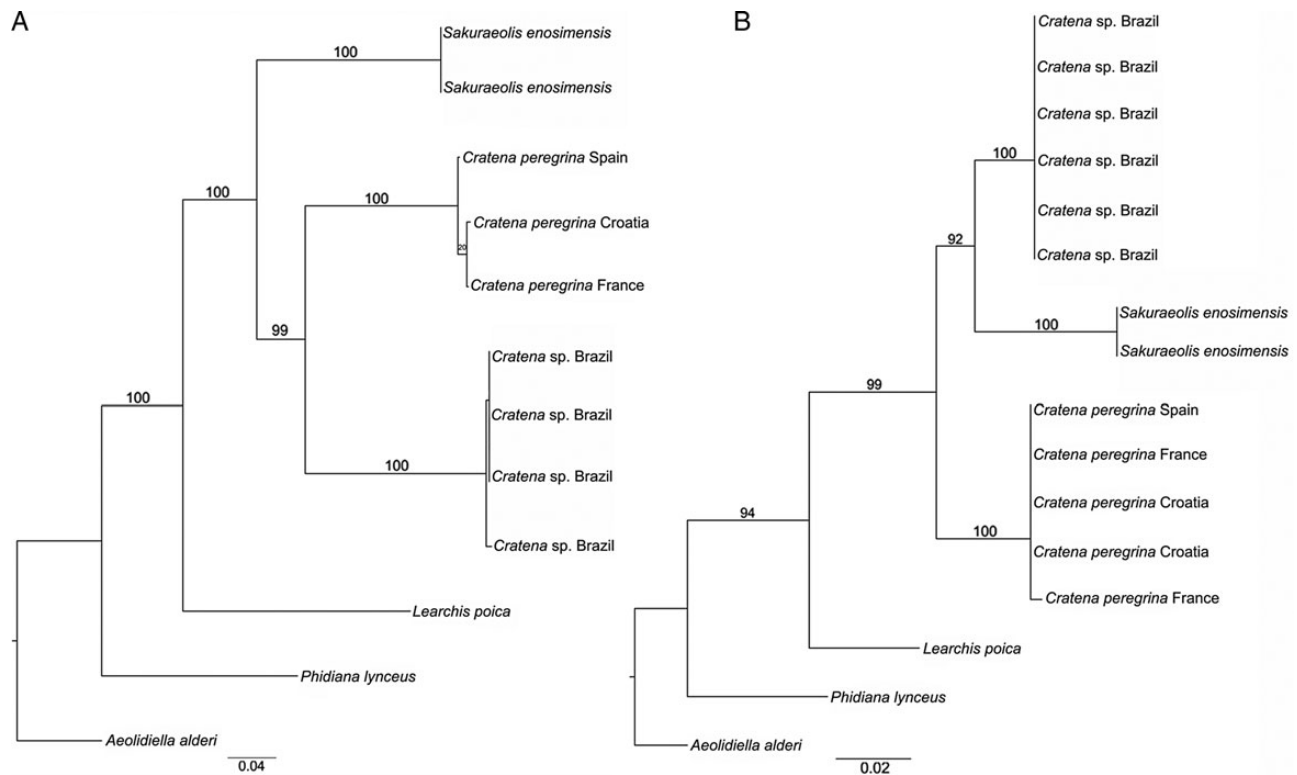 A
Sakuraeolis enosimensis
100
Sakuraeolis enosimensis
Cratena peregrina Spain
100
100
Cratena peregrina Croatia
20
Cratena peregrina France
99
Cratena sp. Brazil
100
Cratena sp. Brazil
100
Cratena sp. Brazil
Cratena sp. Brazil
Learchis poica
Phidiana lynceus
Aeolidiella alderi
0.04
B
Cratena sp. Brazil
Cratena sp. Brazil
Cratena sp. Brazil
100
Cratena sp. Brazil
Cratena sp. Brazil
92
Cratena sp. Brazil
Sakuraeolis enosimensis
100
Sakuraeolis enosimensis
99
Cratena peregrina Spain
Cratena peregrina France
Cratena peregrina Croatia
94
100
Cratena peregrina Croatia
Cratena peregrina France
Learchis poica
Phidiana lynceus
Aeolidiella alderi
0.02